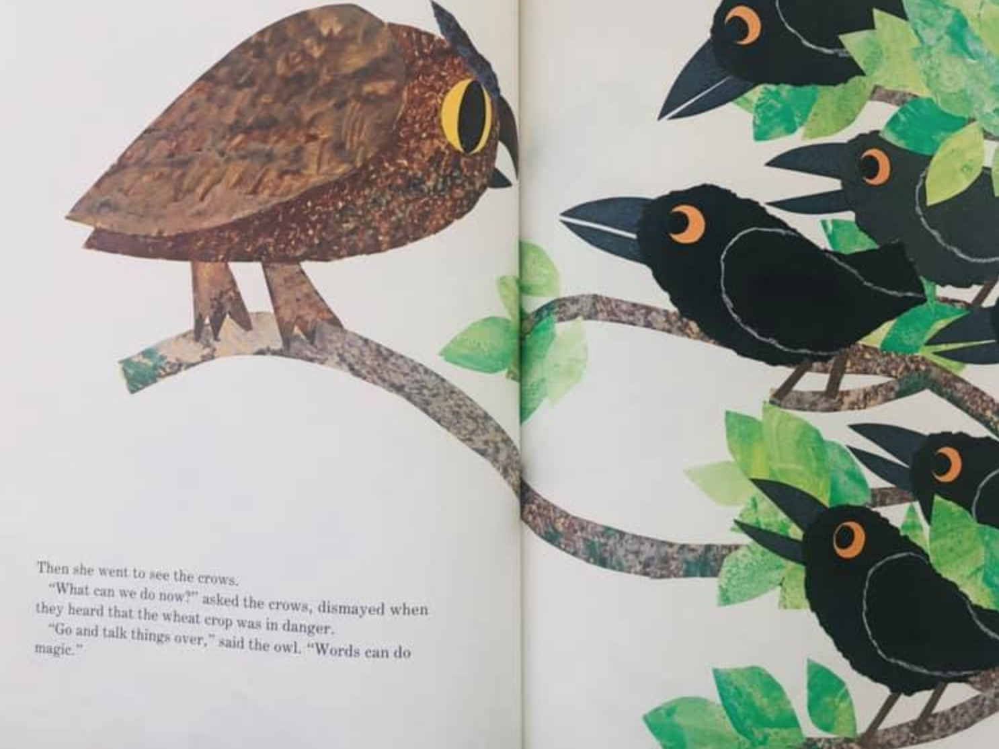 Then she went to see the crows.
“What can we do now?” asked the crows, dismayed when
they heard that the wheat crop was in danger.
“Go and talk things over,” said the owl. “Words can do
magic.”